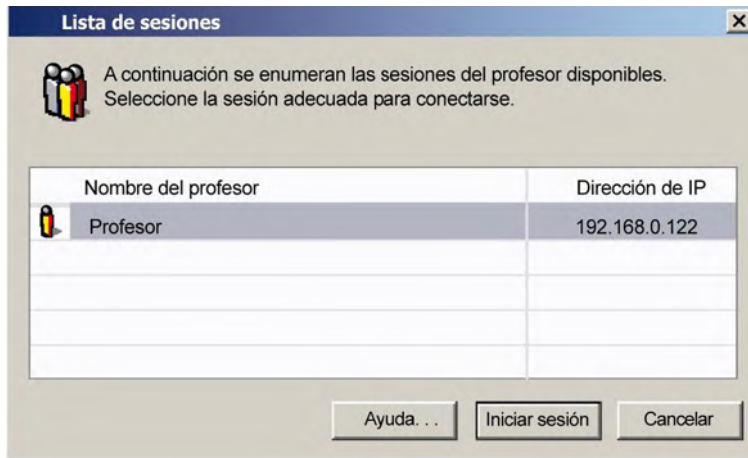 Lista de sesiones
A continuación se enumeran las sesiones del profesor disponibles.
Seleccione la sesión adecuada para conectarse.
Nombre del profesor Dirección de IP
Profesor 192.168.0.122
Ayuda. . . Iniciar sesión Cancelar